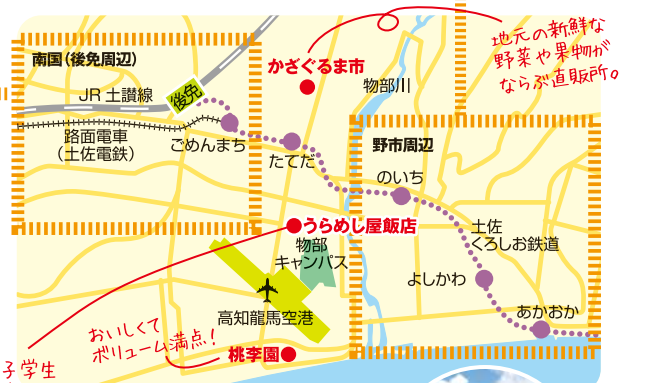 地元の新鮮な
野菜や果物が
ならぶ直販所。
南国（後免周辺）
かざぐるま市
JR 土讃線
後免
物部川
路面電車
（土佐電鉄）
ごめんまち
たてだ
野市周辺
のいち
うらめし屋飯店
物部
キャンパス
土佐
くろしお鉄道
よしかわ
高知龍馬空港
あかおか
おいしくて
ボリューム満点！
桃李園
子学生